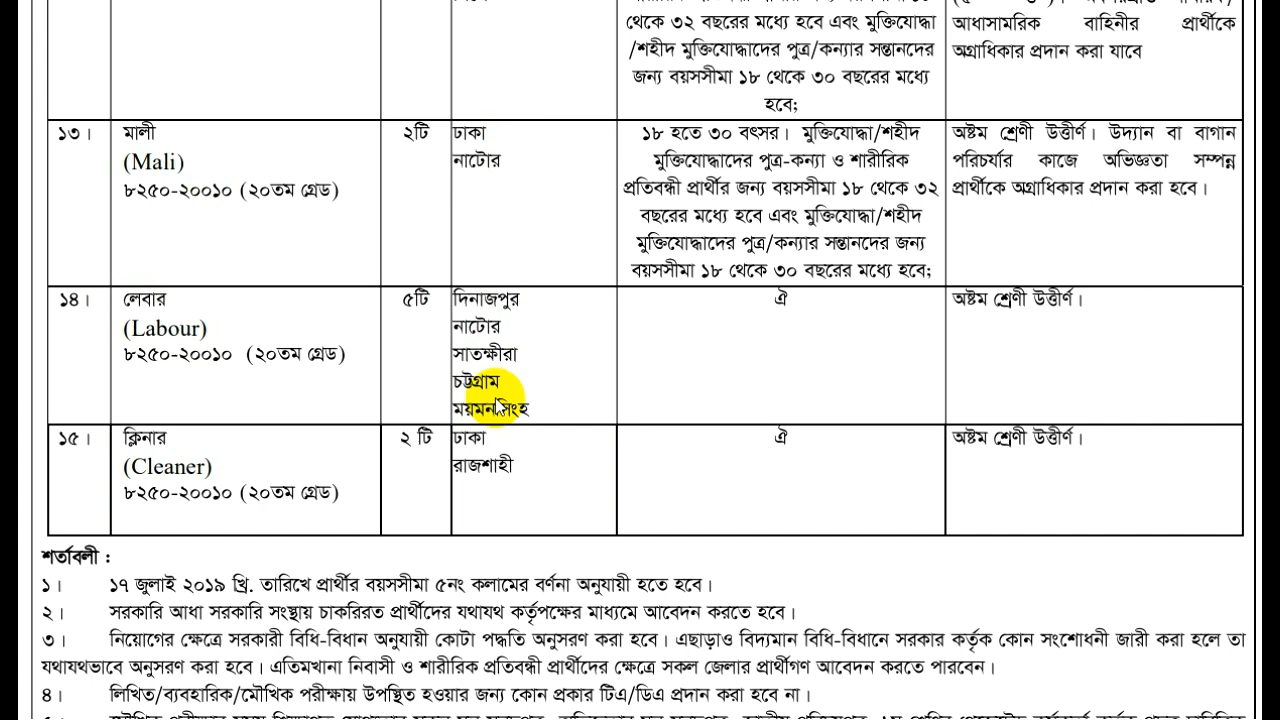 থেকে ৩২ বছরের মধ্যে হবে এবং মুক্তিযোদ্ধা
/শহীদ মুক্তিযোদ্ধাদের পুত্র/কন্যার সন্তানদের
জন্য বয়সসীমা ১৮ থেকে ৩০ বছরের মধ্যে
হবে;
আধাসামরিক বাহিনীর প্রার্থীকে
অগ্রাধিকার প্রদান করা যাবে
১৩।
মালী
(Mali)
৮২৫০-২০০১০ (২০তম গ্রেড)
২টি
ঢাকা
নাটোর
১৮ হতে ৩০ বৎসর। মুক্তিযোদ্ধা/শহীদ
মুক্তিযোদ্ধাদের পুত্র-কন্যা ও শারীরিক
প্রতিবন্ধী প্রার্থীর জন্য বয়সসীমা ১৮ থেকে ৩২
বছরের মধ্যে হবে এবং মুক্তিযোদ্ধা/শহীদ
মুক্তিযোদ্ধাদের পুত্র/কন্যার সন্তানদের জন্য
বয়সসীমা ১৮ থেকে ৩০ বছরের মধ্যে হবে;
অষ্টম শ্রেণী উত্তীর্ণ। উদ্যান বা বাগান
পরিচর্যার কাজে অভিজ্ঞতা সম্পন্ন
প্রার্থীকে অগ্রাধিকার প্রদান করা হবে।
১৪।
লেবার
(Labour)
৮২৫০-২০০১০ (২০তম গ্রেড)
৫টি
দিনাজপুর
নাটোর
সাতক্ষীরা
চট্টগ্রাম
ময়মনসিংহ
ঐ
অষ্টম শ্রেণী উত্তীর্ণ।
১৫।
ক্লিনার
(Cleaner)
৮২৫০-২০০১০ (২০তম গ্রেড)
২ টি
ঢাকা
রাজশাহী
ঐ
অষ্টম শ্রেণী উত্তীর্ণ।
শর্তাবলী :
১। ১৭ জুলাই ২০১৯ খ্রি. তারিখে প্রার্থীর বয়সসীমা ৫নং কলামের বর্ণনা অনুযায়ী হতে হবে।
২। সরকারি আধা সরকারি সংস্থায় চাকরিরত প্রার্থীদের যথাযথ কর্তৃপক্ষের মাধ্যমে আবেদন করতে হবে।
৩। নিয়োগের ক্ষেত্রে সরকারী বিধি-বিধান অনুযায়ী কোটা পদ্ধতি অনুসরণ করা হবে। এছাড়াও বিদ্যমান বিধি-বিধানে সরকার কর্তৃক কোন সংশোধনী জারী করা হলে তা
যথাযথভাবে অনুসরণ করা হবে। এতিমখানা নিবাসী ও শারীরিক প্রতিবন্ধী প্রার্থীদের ক্ষেত্রে সকল জেলার প্রার্থীগণ আবেদন করতে পারবেন।
৪। লিখিত/ব্যবহারিক/মৌখিক পরীক্ষায় উপস্থিত হওয়ার জন্য কোন প্রকার টিএ/ডিএ প্রদান করা হবে না।